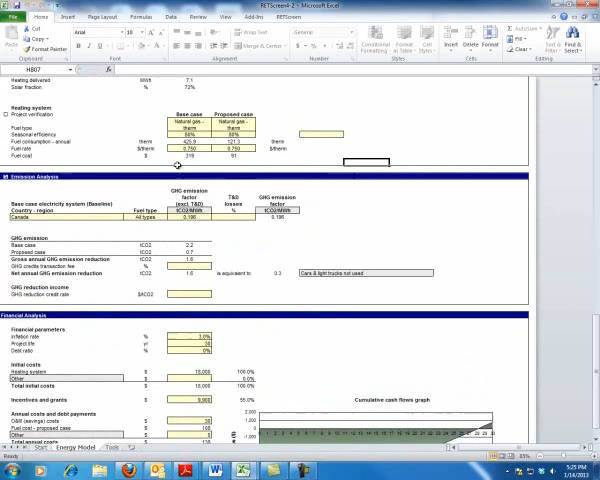 RETScreen4-2 - Microsoft Excel
File Home Insert Page Layout Formulas Data Review View Add-Ins RETScreen
Paste Cut Copy Format Painter
Arial 10 Wrap Text Merge & Center General
Conditional Formatting Format as Table Cell Styles Insert Delete Format AutoSum Fill Clear Sort & Filter Find & Select
Clipboard Font Alignment Number Styles Cells Editing
H807 fx
Heating delivered MWh 7.1
Solar fraction % 72%
Heating system
Project verification Base case Proposed case
Fuel type Natural gas - therm Natural gas - therm
Seasonal efficiency 80% 80%
Fuel consumption - annual therm 425.9 121.3 therm
Fuel rate $/therm 0.750 0.750 $/therm
Fuel cost $ 319 91
Emission Analysis
Base case electricity system (Baseline)
GHG emission factor (excl. T&D) T&D losses GHG emission factor
Country - region Fuel type tCO2/MWh % tCO2/MWh
Canada All types 0.196 0.196
GHG emission
Base case tCO2 2.2
Proposed case tCO2 0.7
Gross annual GHG emission reduction tCO2 1.6
GHG credits transaction fee %
Net annual GHG emission reduction tCO2 1.6 is equivalent to 0.3 Cars & light trucks not used
GHG reduction income
GHG reduction credit rate $/tCO2
Financial Analysis
Financial parameters
Inflation rate % 3.0%
Project life yr 30
Debt ratio % 0%
Initial costs
Heating system $ 18,000 100.0%
Other $ 0.0%
Total initial costs $ 18,000 100.0%
Incentives and grants $ 9,900 55.0%
Cumulative cash flows graph
Annual costs and debt payments
O&M (savings) costs $ 30
Fuel cost - proposed case $ 108
Other $ 0
Total annual costs $ 138
2,000
1,000
0
-1,000
Start Energy Model Tools
Ready 85%
5:25 PM
1/14/2013